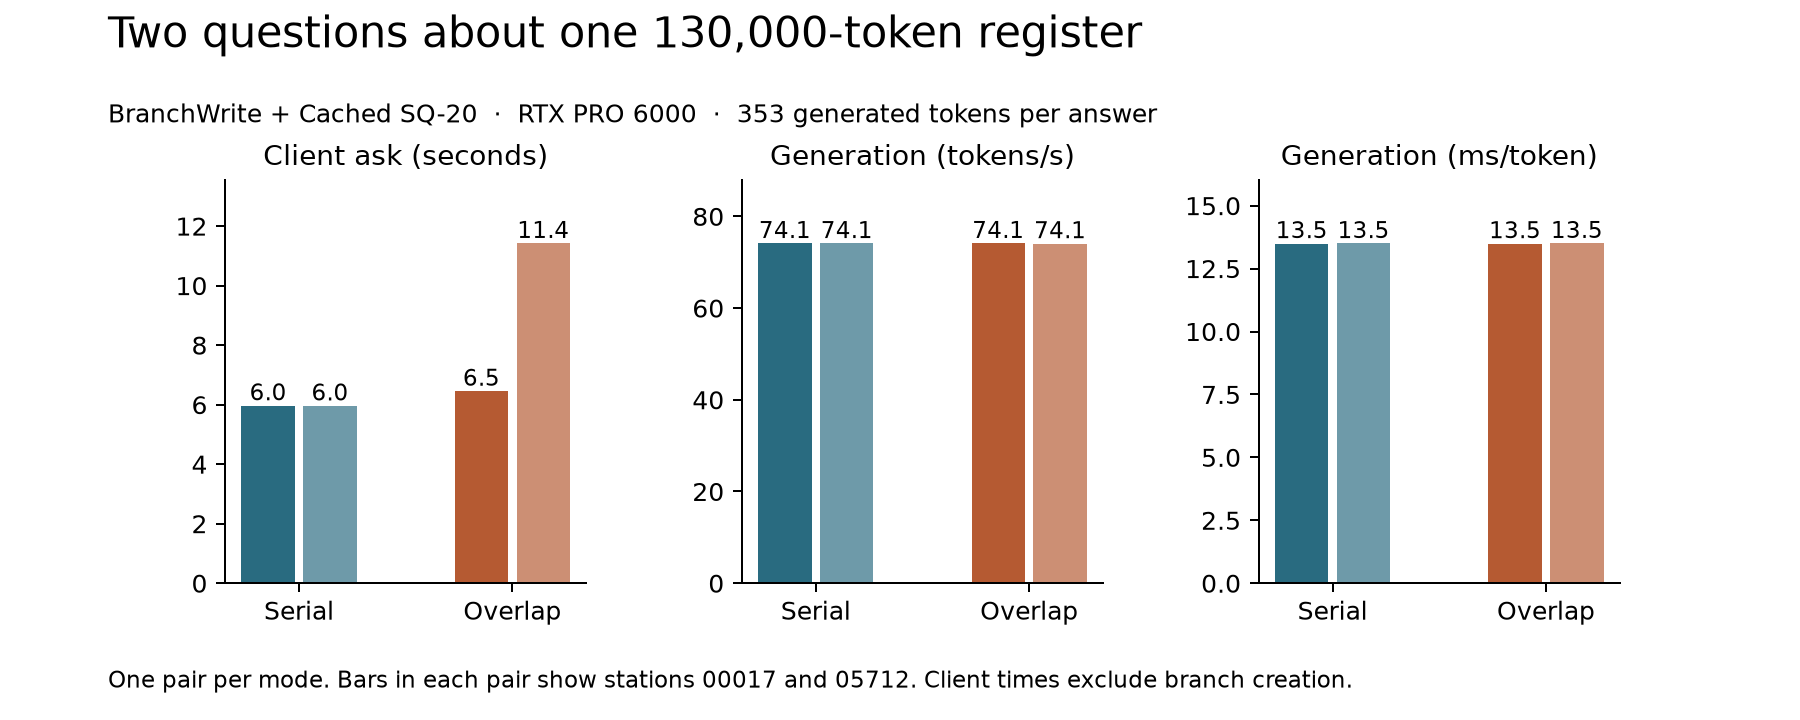 Two questions about one 130,000-token register
BranchWrite + Cached SQ-20 · RTX PRO 6000 · 353 generated tokens per answer
Client ask (seconds)
12
10
8
6
4
2
0
6.0 6.0
6.5
11.4
Serial
Overlap
Generation (tokens/s)
80
60
40
20
0
74.1 74.1
74.1 74.1
Serial
Overlap
Generation (ms/token)
15.0
12.5
10.0
7.5
5.0
2.5
0.0
13.5 13.5
13.5 13.5
Serial
Overlap
One pair per mode. Bars in each pair show stations 00017 and 05712. Client times exclude branch creation.